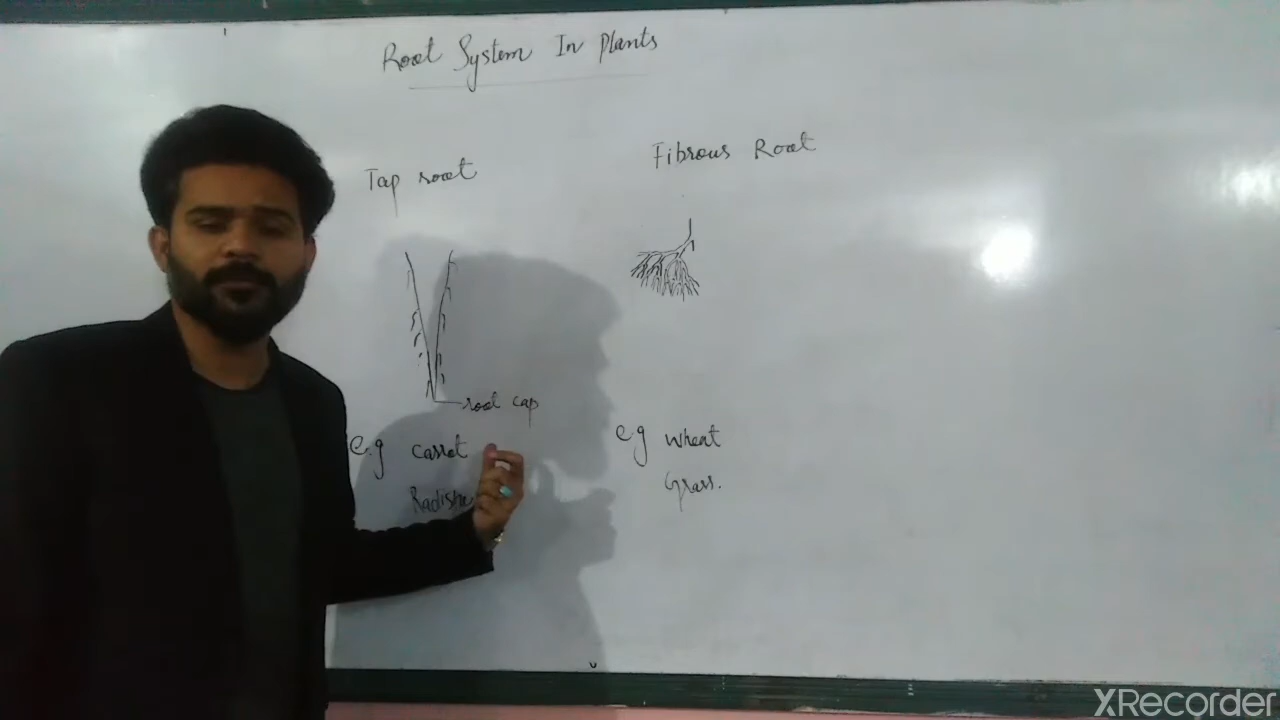 Root System In Plants
Tap root
Fibrous Root
root cap
e.g carrot
Radish
e.g wheat
Grass.
XRecorder